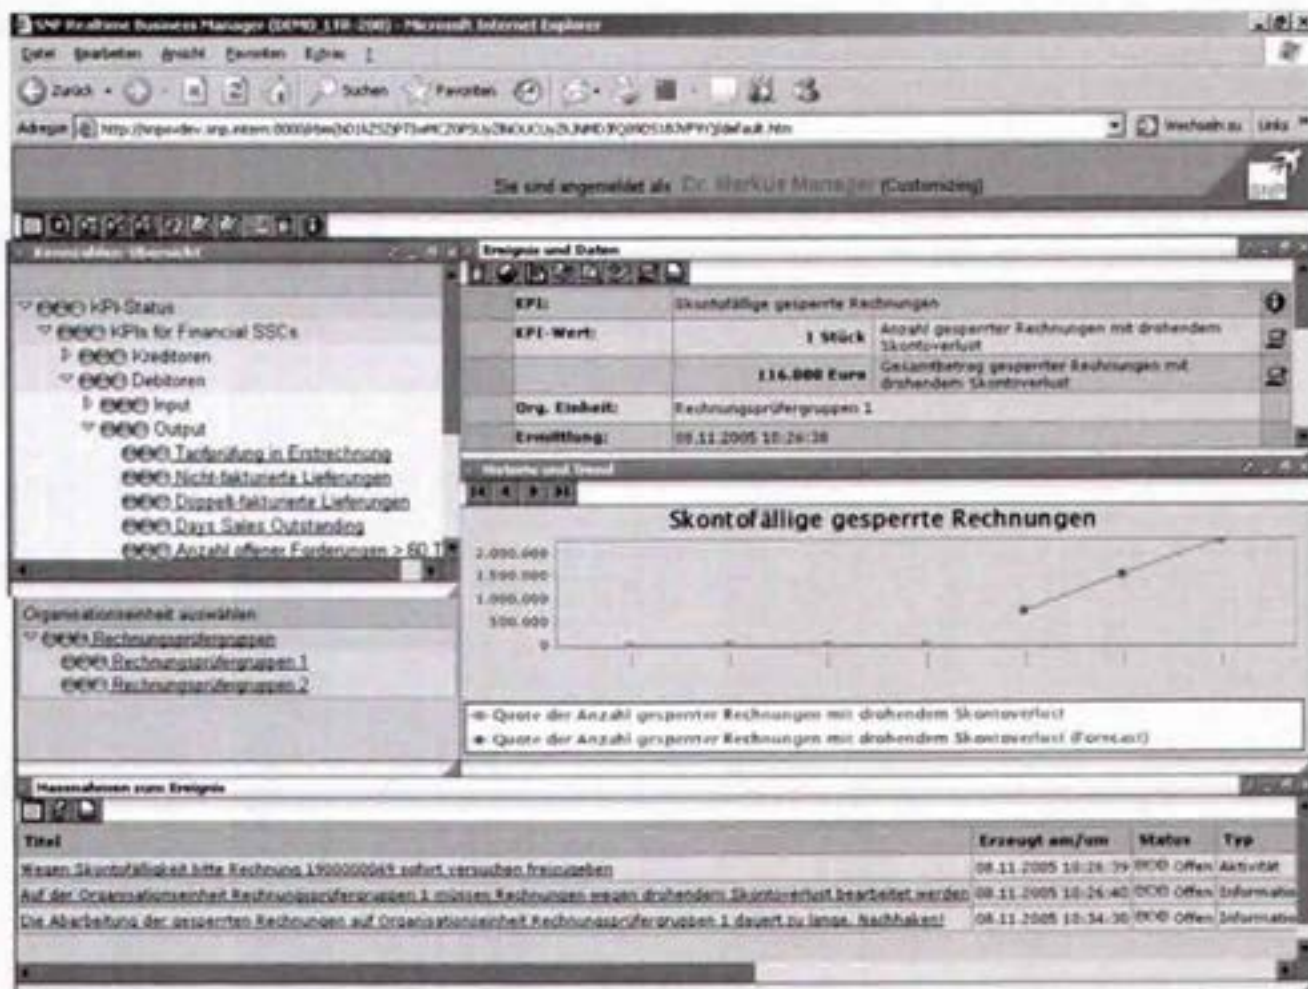 SNP Realtime Business Manager (DEMO_110-200) - Microsoft Internet Explorer
Datei Bearbeiten Ansicht Favoriten Extras ?
Zurück Suchen Favoriten
Adresse Wechseln zu Links
Sie sind angemeldet als Dr. Markus Manager (Customizing)
SNP
Kennzahlen Übersicht
KPI-Status
KPIs für Financial SSCs
Kreditoren
Debitoren
Input
Output
Tarifprüfung in Erstrechnung
Nicht-fakturierte Lieferungen
Doppelt-fakturierte Lieferungen
Days Sales Outstanding
Anzahl offener Forderungen > 60 T
Organisationseinheit auswählen
Rechnungsprüfergruppen
Rechnungsprüfergruppen 1
Rechnungsprüfergruppen 2
Ereignis und Daten
KPI: Skontofällige gesperrte Rechnungen
KPI-Wert: 1 Stück Anzahl gesperrter Rechnungen mit drohendem
Skontoverlust
116.000 Euro Gesamtbetrag gesperrter Rechnungen mit
drohendem Skontoverlust
Org. Einheit: Rechnungsprüfergruppen 1
Ermittlung: 08.11.2005 10:26:38
Historie und Trend
Skontofällige gesperrte Rechnungen
2.000.000
1.500.000
1.000.000
500.000
0
Quote der Anzahl gesperrter Rechnungen mit drohendem Skontoverlust
Quote der Anzahl gesperrter Rechnungen mit drohendem Skontoverlust (Forecast)
Massnahmen zum Ereignis
Titel Erzeugt am/um Status Typ
Wegen Skontofälligkeit bitte Rechnung 1900000069 sofort versuchen freizugeben 08.11.2005 10:26:39 Offen Aktivität
Auf der Organisationseinheit Rechnungsprüfergruppen 1 müssen Rechnungen wegen drohendem Skontoverlust bearbeitet werden 08.11.2005 10:26:40 Offen Informatio
Die Abarbeitung der gesperrten Rechnungen auf Organisationseinheit Rechnungsprüfergruppen 1 dauert zu lange. Nachhaken! 08.11.2005 10:34:30 Offen Informatio